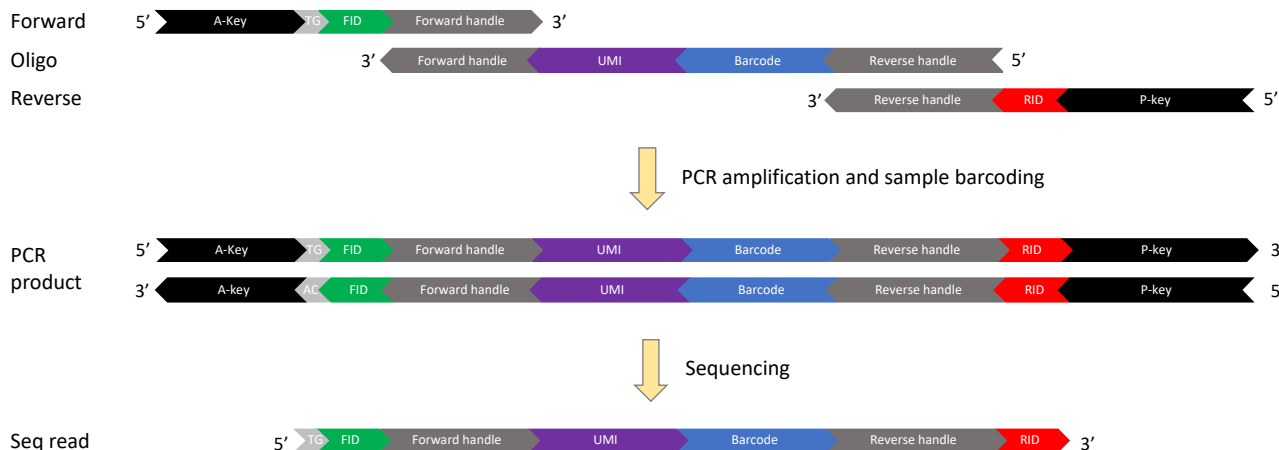 Forward 5’ A-Key TG FID Forward handle 3’
Oligo 3’ Forward handle UMI Barcode Reverse handle 5’
Reverse 3’ Reverse handle RID P-key 5’
PCR amplification and sample barcoding
PCR product
5’ A-Key TG FID Forward handle UMI Barcode Reverse handle RID P-key 3
3’ A-key AC FID Forward handle UMI Barcode Reverse handle RID P-key 5
Sequencing
Seq read 5’ TG FID Forward handle UMI Barcode Reverse handle RID 3’